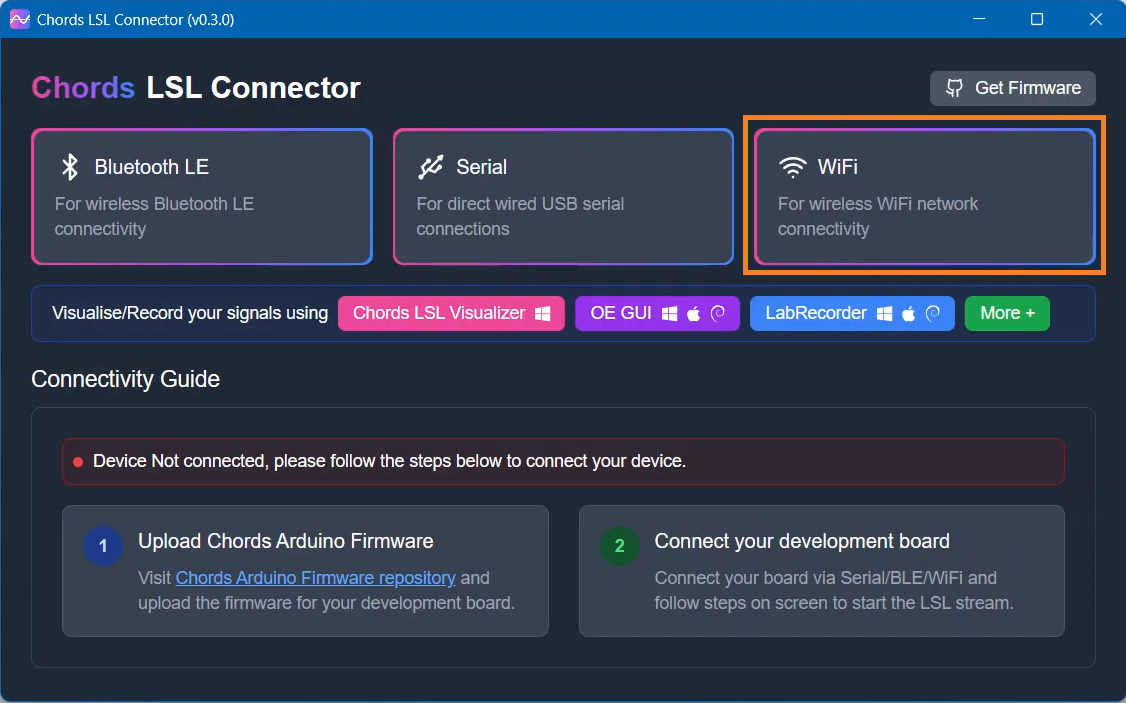 Chords LSL Connector (v0.3.0)
Chords LSL Connector
Get Firmware
Bluetooth LE
For wireless Bluetooth LE
connectivity
Serial
For direct wired USB serial
connections
WiFi
For wireless WiFi network
connectivity
Visualise/Record your signals using
Chords LSL Visualizer
OE GUI
LabRecorder
More +
Connectivity Guide
Device Not connected, please follow the steps below to connect your device.
1
Upload Chords Arduino Firmware
Visit Chords Arduino Firmware repository and
upload the firmware for your development board.
2
Connect your development board
Connect your board via Serial/BLE/WiFi and
follow steps on screen to start the LSL stream.